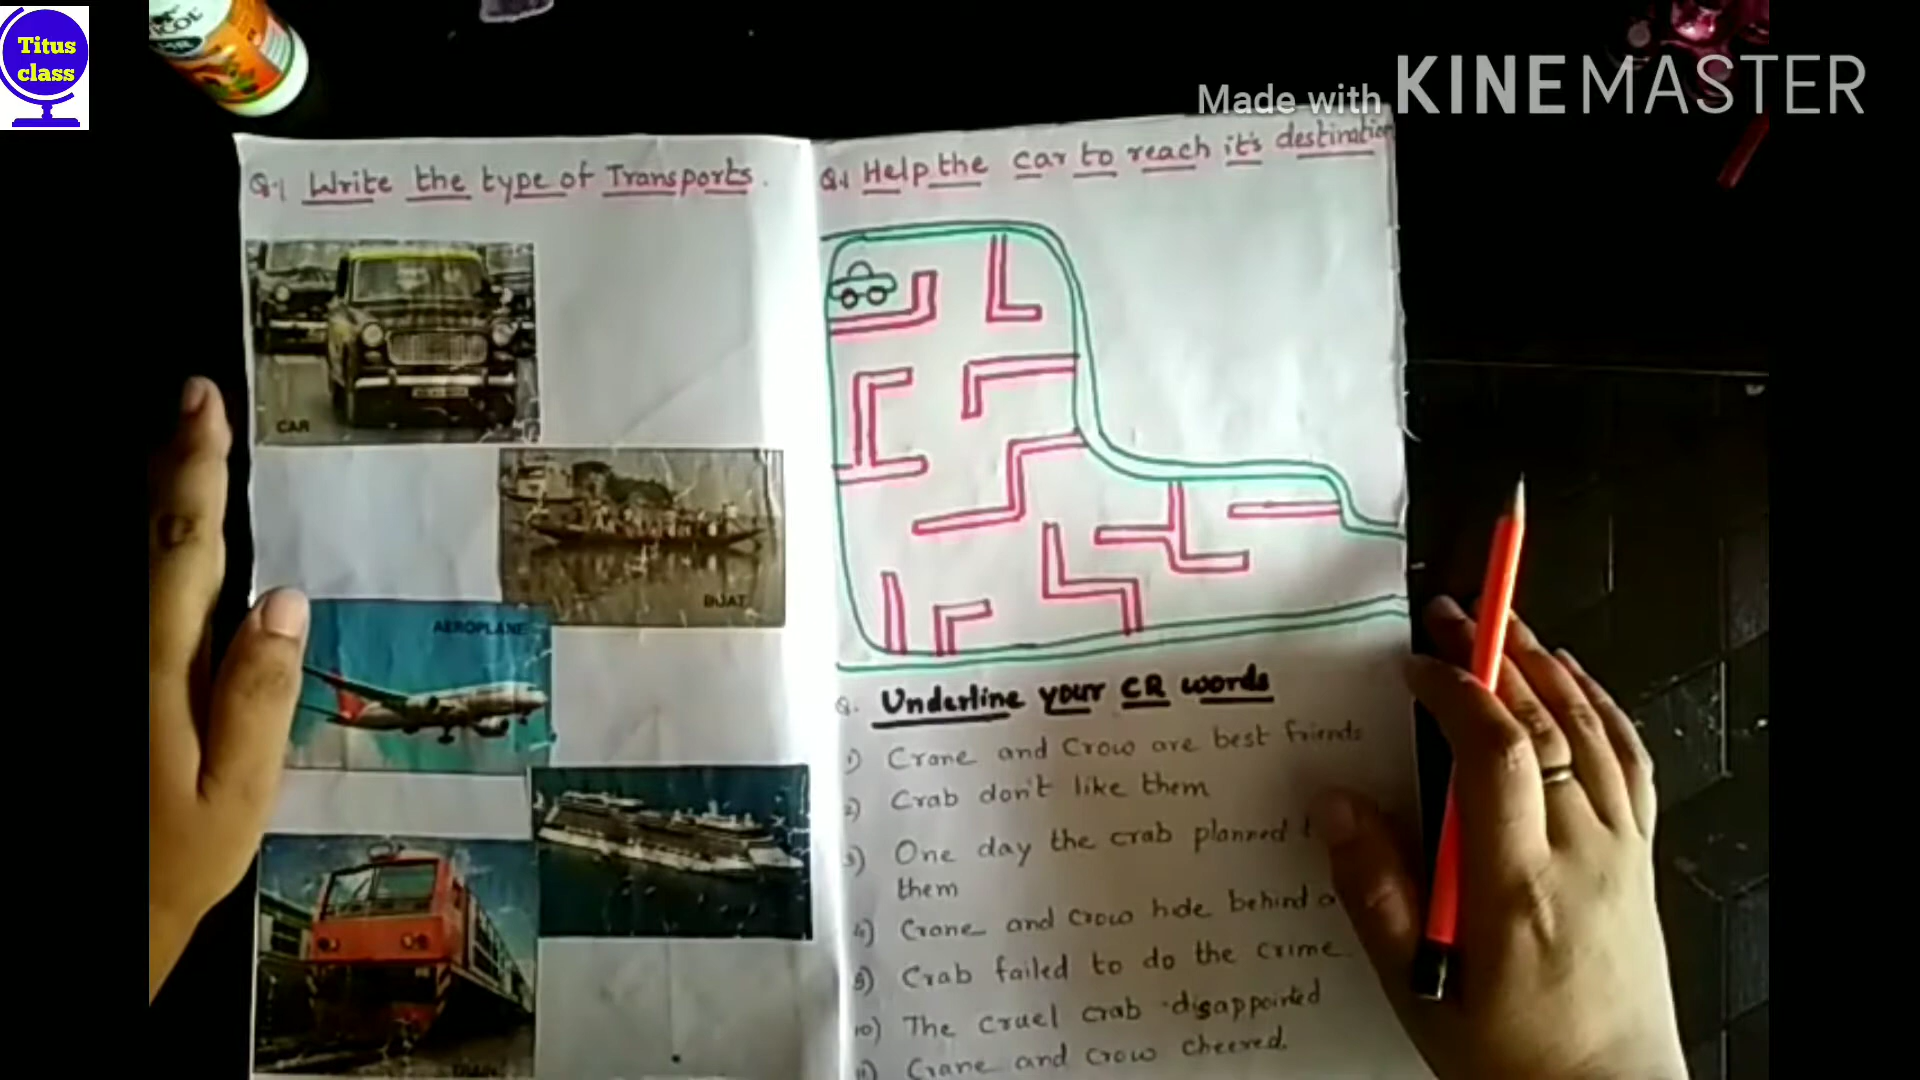 Titus
class
Made with KINEMASTER
Q.1 Write the type of Transports.
CAR
BOAT
AEROPLANE
Help the car to reach it's destination
Q. Underline your CR words
1) Crane and Crow are best friends
2) Crab don't like them
3) One day the crab planned
them
4) Crane and Crow hide behind
5) Crab failed to do the crime
10) The cruel crab disappointed
11) Crane and Crow cheered.